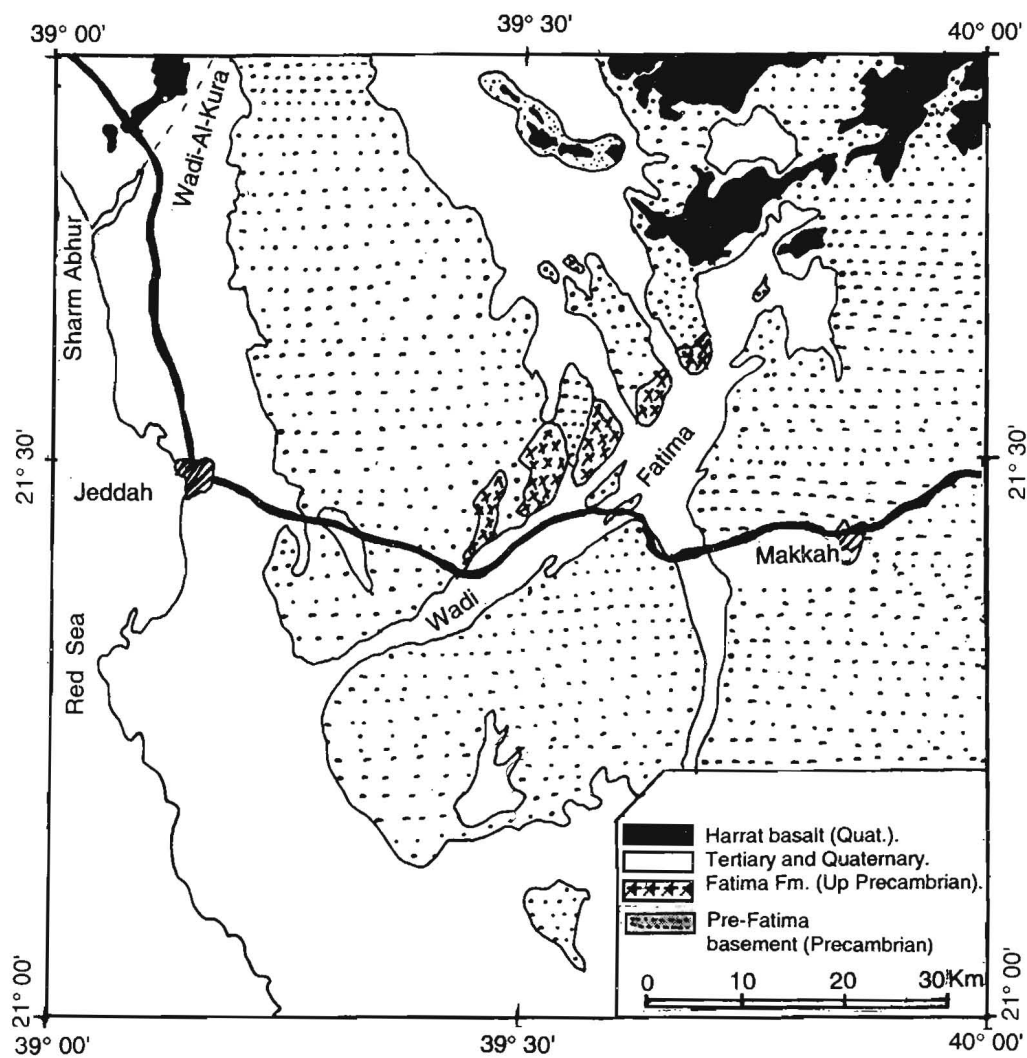 39° 00'
39° 30'
40° 00'
Wadi-Al-Kura
Sharm Abhur
21° 30'
21° 30'
Fatima
Jeddah
Makkah
Wadi
Red Sea
Harrat basalt (Quat.).
Tertiary and Quaternary.
Fatima Fm. (Up Precambrian).
Pre-Fatima
basement (Precambrian)
0 10 20 30 Km
21° 00'
21° 00'
39° 00'
39° 30'
40° 00'